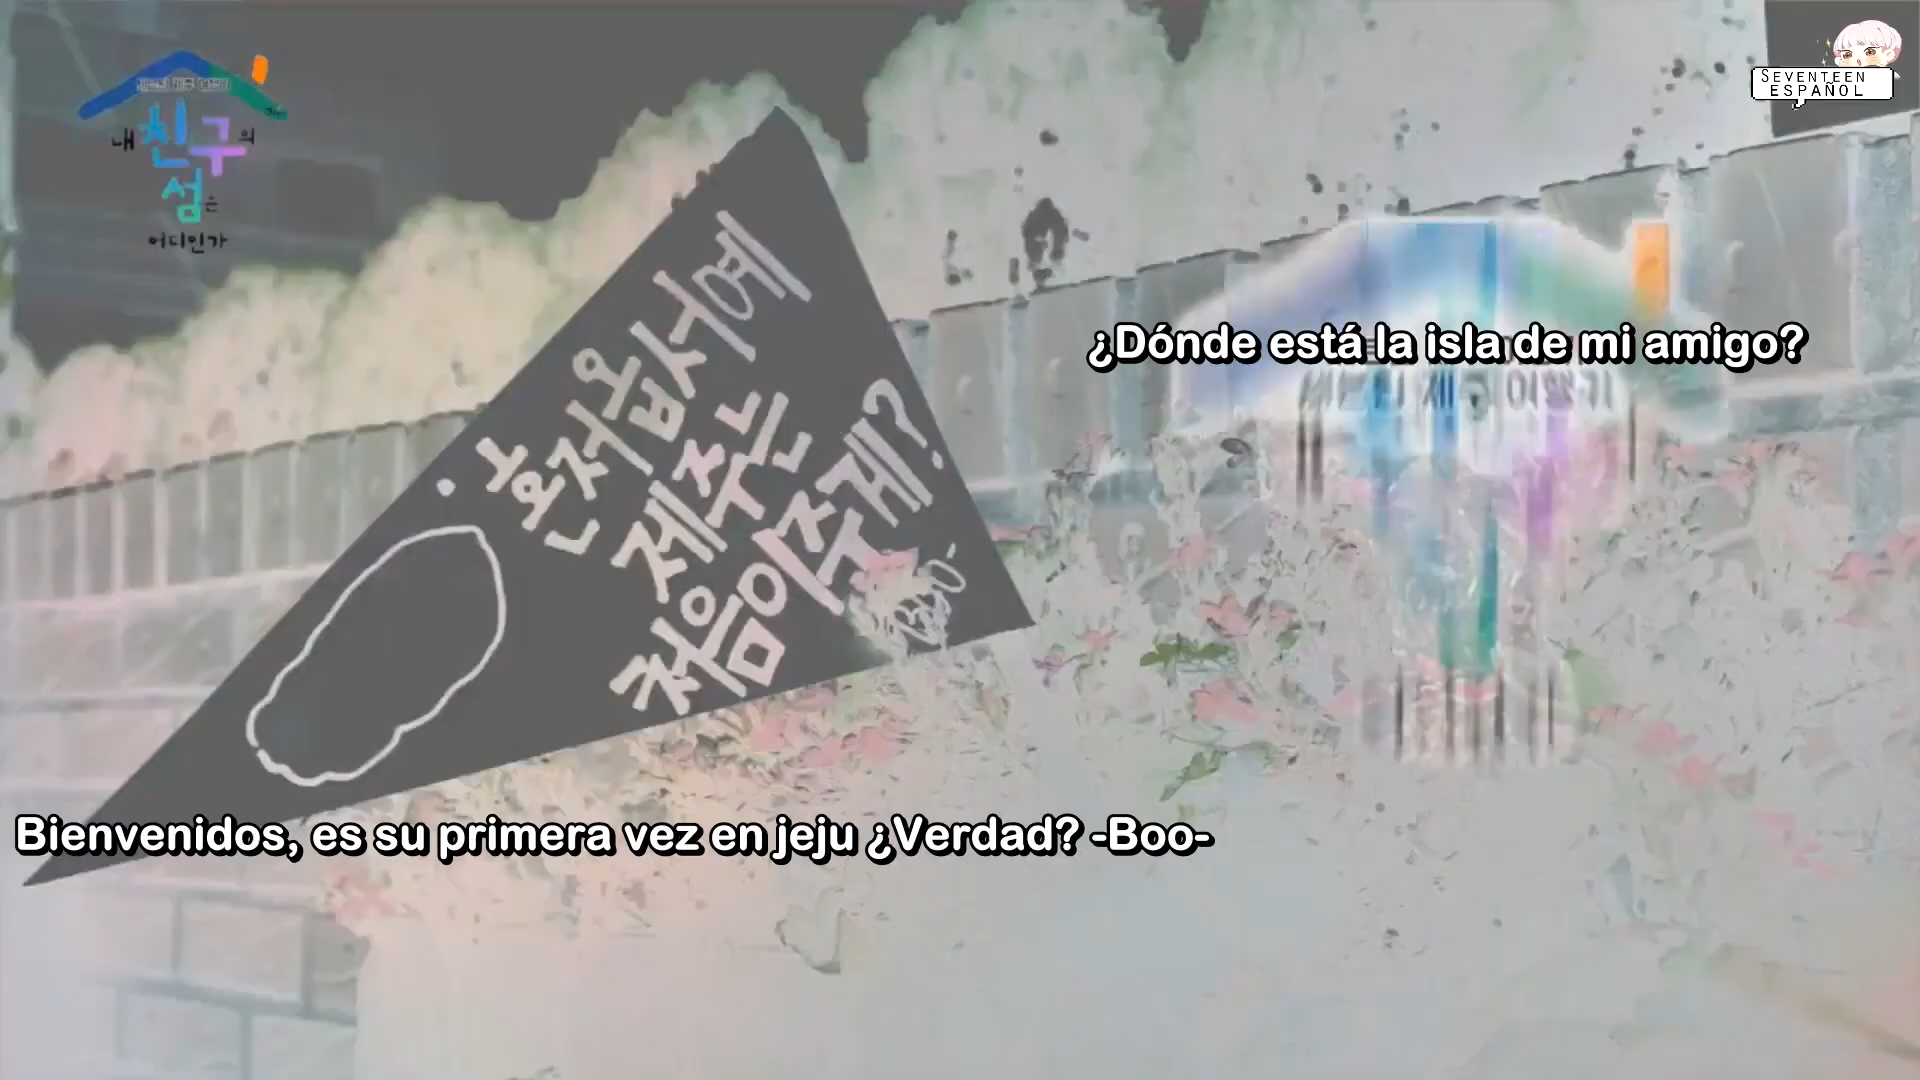 내 친구의
섬은
어디인가
SEVENTEEN
ESPAÑOL
¿Dónde está la isla de mi amigo?
혼저옵서예
제주는
처음이주게?
-BOO-
Bienvenidos, es su primera vez en jeju ¿Verdad? -Boo-